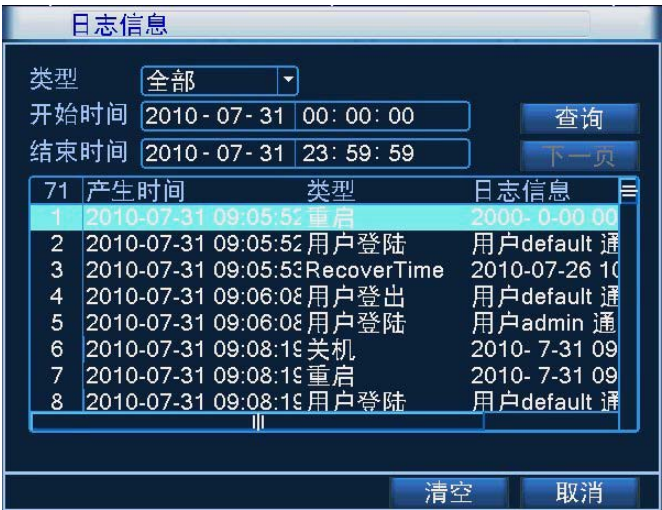 日志信息
类型 全部
开始时间 2010-07-31 00:00:00 查询
结束时间 2010-07-31 23:59:59 下一页
71 产生时间 类型 日志信息
1 2010-07-31 09:05:52 重启 2000- 0-00 00
2 2010-07-31 09:05:52 用户登陆 用户default 通
3 2010-07-31 09:05:53 RecoverTime 2010-07-26 10
4 2010-07-31 09:06:08 用户登出 用户default 通
5 2010-07-31 09:06:08 用户登陆 用户admin 通
6 2010-07-31 09:08:19 关机 2010- 7-31 09
7 2010-07-31 09:08:19 重启 2010- 7-31 09
8 2010-07-31 09:08:19 用户登陆 用户default 通
清空 取消